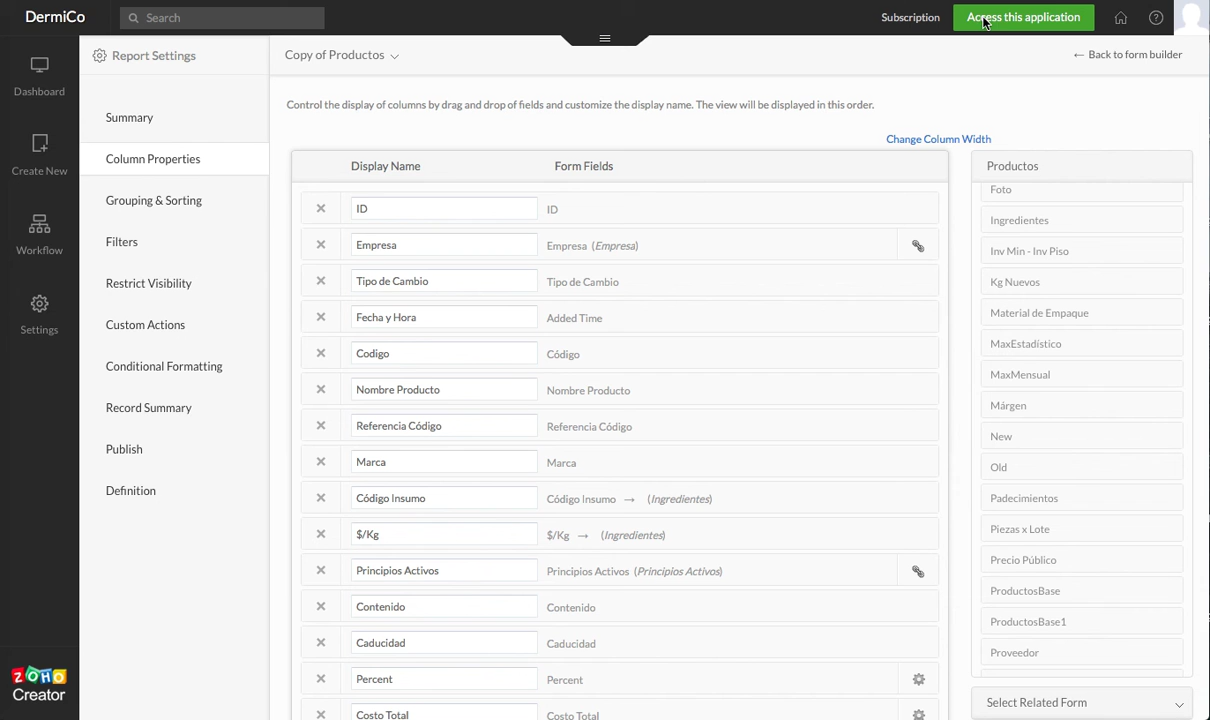 DermiCo
Search
Subscription
Access this application
Dashboard
Create New
Workflow
Settings
ZOHO
Creator
Report Settings
Summary
Column Properties
Grouping & Sorting
Filters
Restrict Visibility
Custom Actions
Conditional Formatting
Record Summary
Publish
Definition
Copy of Productos
← Back to form builder
Control the display of columns by drag and drop of fields and customize the display name. The view will be displayed in this order.
Change Column Width
Display Name Form Fields
ID ID
Empresa Empresa (Empresa)
Tipo de Cambio Tipo de Cambio
Fecha y Hora Added Time
Codigo Código
Nombre Producto Nombre Producto
Referencia Código Referencia Código
Marca Marca
Código Insumo Código Insumo → (Ingredientes)
$/Kg $/Kg → (Ingredientes)
Principios Activos Principios Activos (Principios Activos)
Contenido Contenido
Caducidad Caducidad
Percent Percent
Costo Total Costo Total
Productos
Foto
Ingredientes
Inv Min - Inv Piso
Kg Nuevos
Material de Empaque
MaxEstadístico
MaxMensual
Márgen
New
Old
Padecimientos
Piezas x Lote
Precio Público
ProductosBase
ProductosBase1
Proveedor
Select Related Form